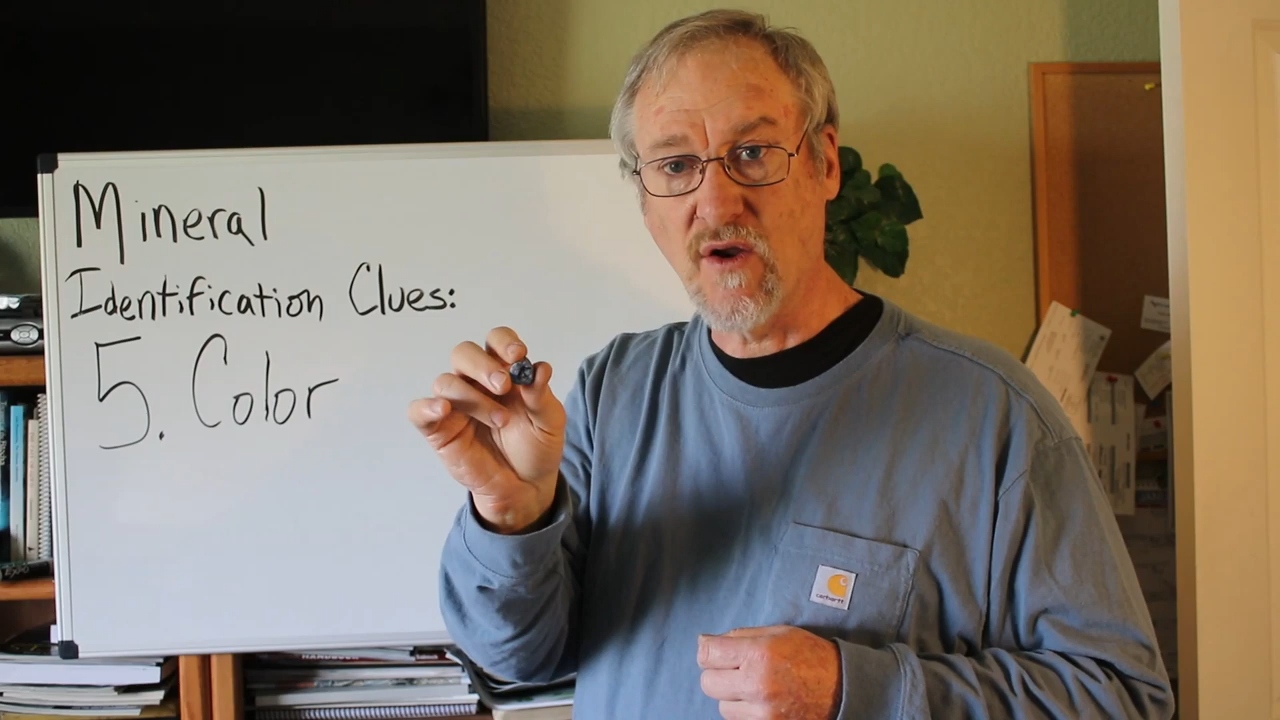 Mineral
Identification Clues:
5. Color
carhartt